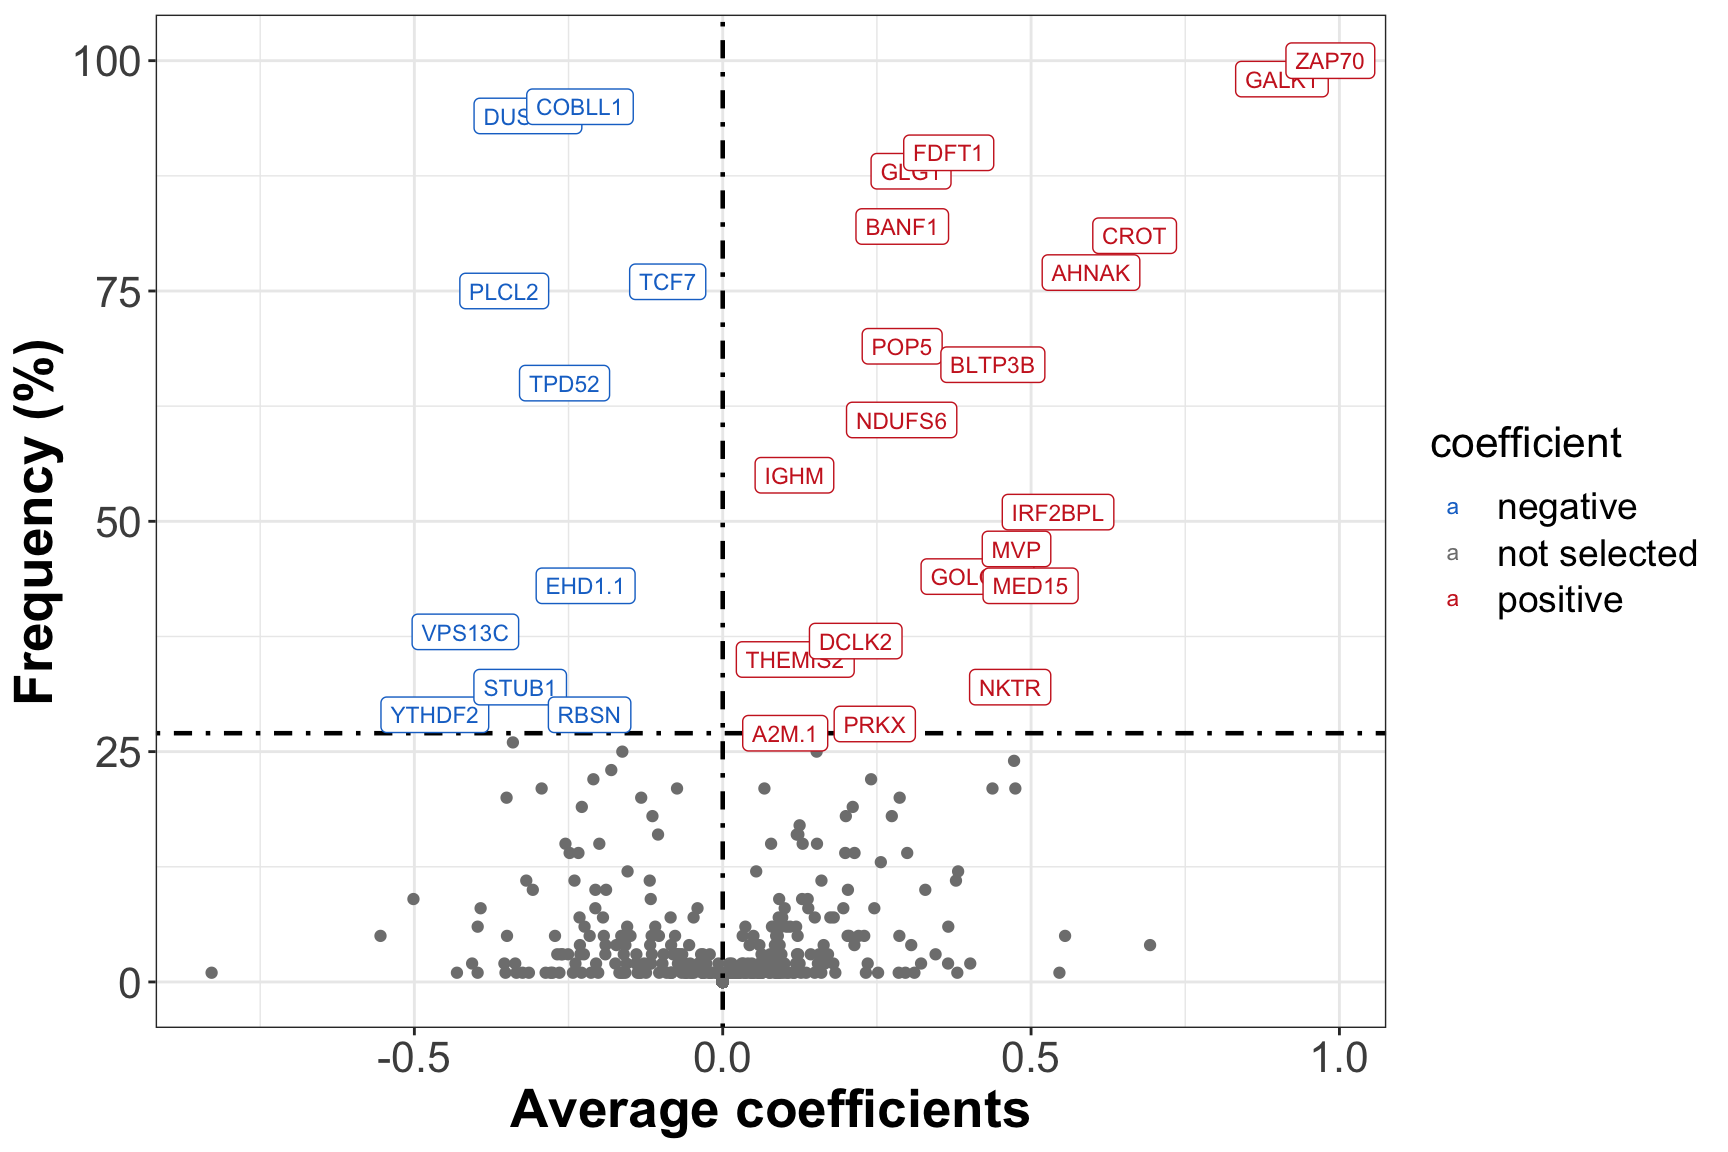 100
75
50
25
0
Frequency (%)
-0.5
0.0
0.5
1.0
Average coefficients
ZAP70
GALK1
COBLL1
FDFT1
GLG1
BANF1
CROT
AHNAK
TCF7
PLCL2
POP5
BLTP3B
TPD52
NDUFS6
IGHM
IRF2BPL
MVP
EHD1.1
MED15
VPS13C
DCLK2
THEMIS2
STUB1
NKTR
YTHDF2
RBSN
PRKX
A2M.1
coefficient
a negative
a not selected
a positive